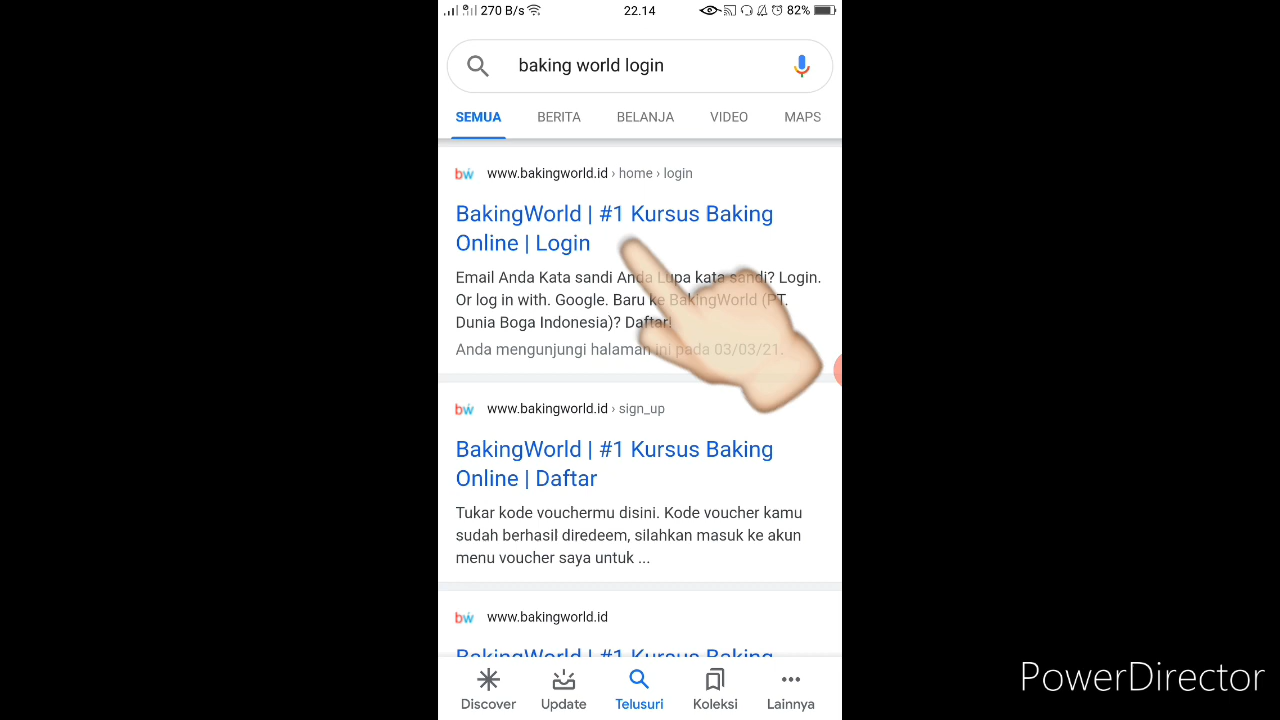 270 B/s
22.14
82%
baking world login
SEMUA
BERITA
BELANJA
VIDEO
MAPS
bw www.bakingworld.id › home › login
BakingWorld | #1 Kursus Baking
Online | Login
Email Anda Kata sandi Anda Lupa kata sandi? Login.
Or log in with. Google. Baru ke BakingWorld (PT.
Dunia Boga Indonesia)? Daftar!
Anda mengunjungi halaman ini pada 03/03/21.
bw www.bakingworld.id › sign_up
BakingWorld | #1 Kursus Baking
Online | Daftar
Tukar kode vouchermu disini. Kode voucher kamu
sudah berhasil diredeem, silahkan masuk ke akun
menu voucher saya untuk ...
bw www.bakingworld.id
BakingWorld | #1 Kursus Baking
Discover
Update
Telusuri
Koleksi
Lainnya
PowerDirector